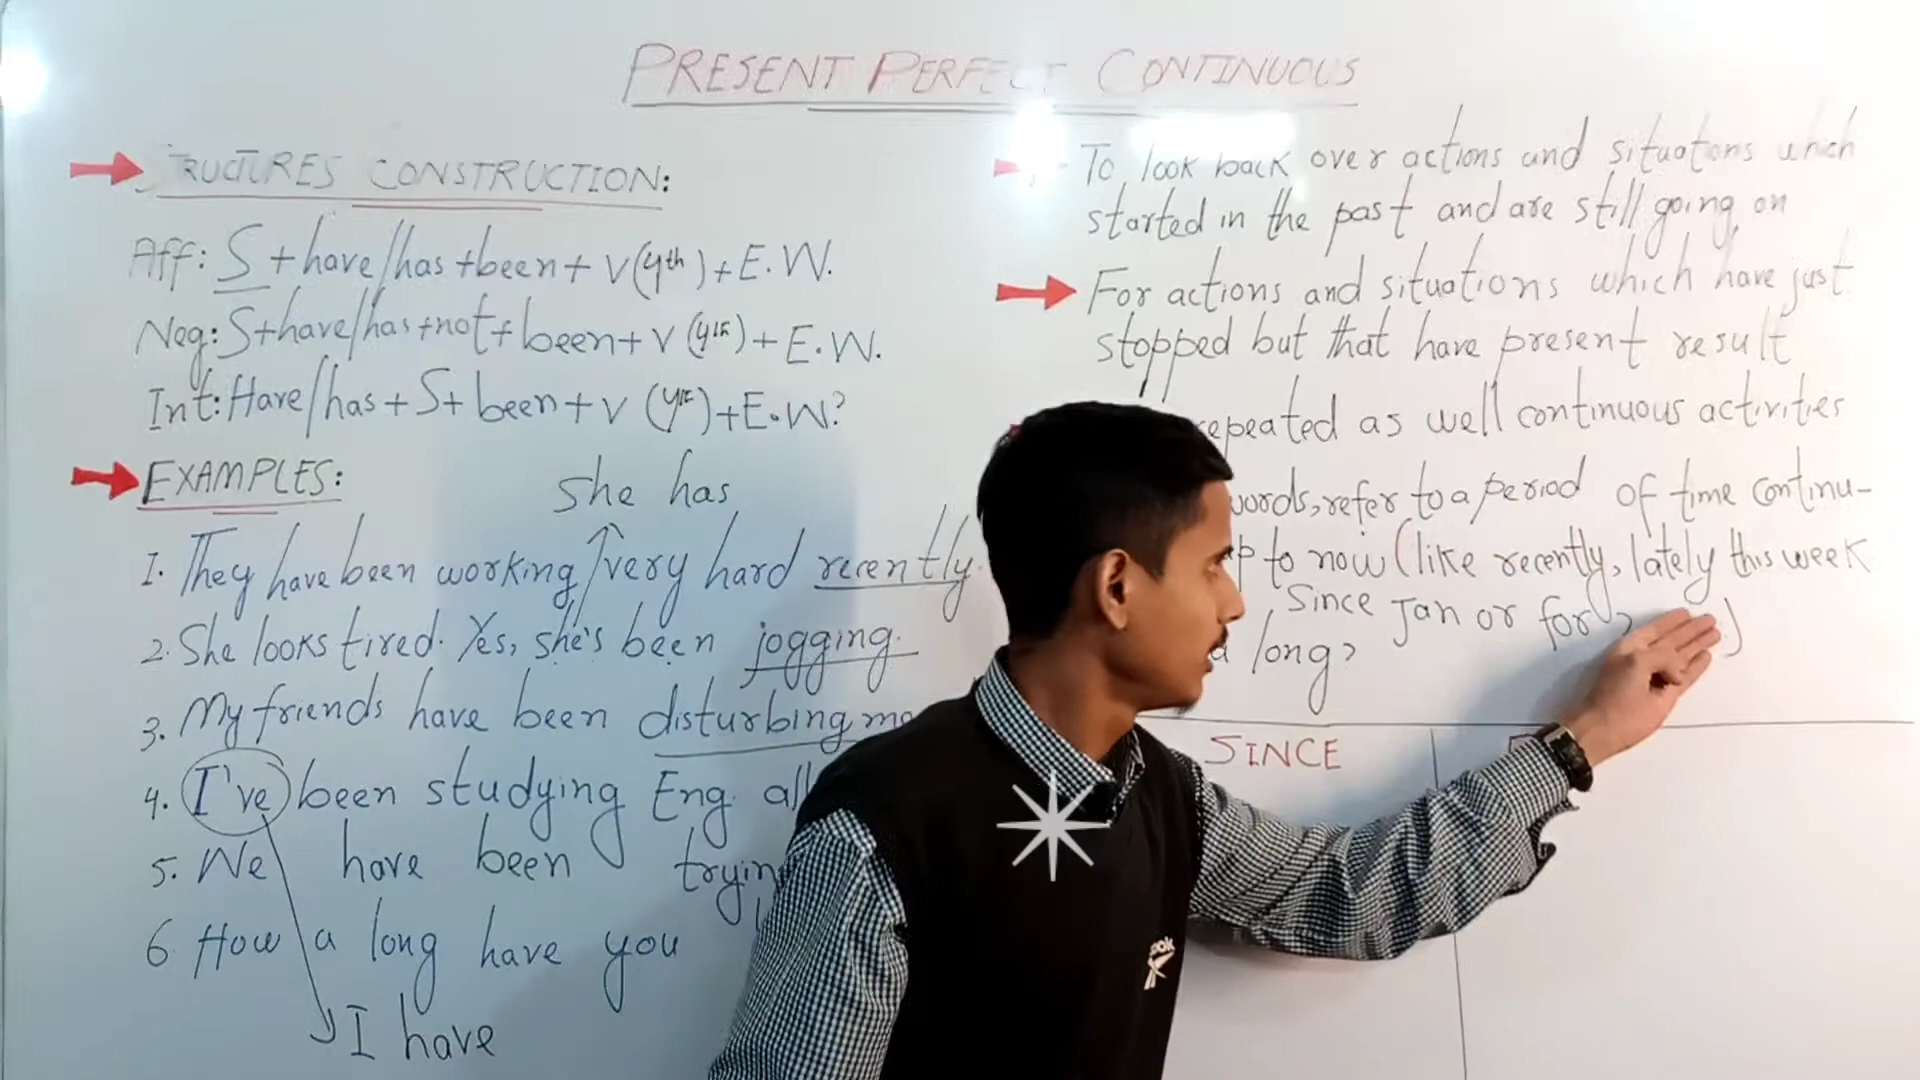 PRESENT PERFECT CONTINUOUS
STRUCTURES CONSTRUCTION:
Aff: S + have/has +been + V(4th) + E.W.
Neg: S+have/has+not+been+V(4th)+E.W.
Int: Have/has + S+ been + V (4th)+E.W?
EXAMPLES:
She has
1. They have been working very hard recently.
2. She looks tired. Yes, she's been jogging.
3. My friends have been disturbing
4. I've been studying Eng. all
5. We have been
6. How a long have you
I have
To look back over actions and situations which
started in the past and are still going on
For actions and situations which have just
stopped but that have present result
repeated as well continuous activities
words, refer to a period of time continu-
to now (like recently, lately this week
Since Jan or for )
long?
SINCE